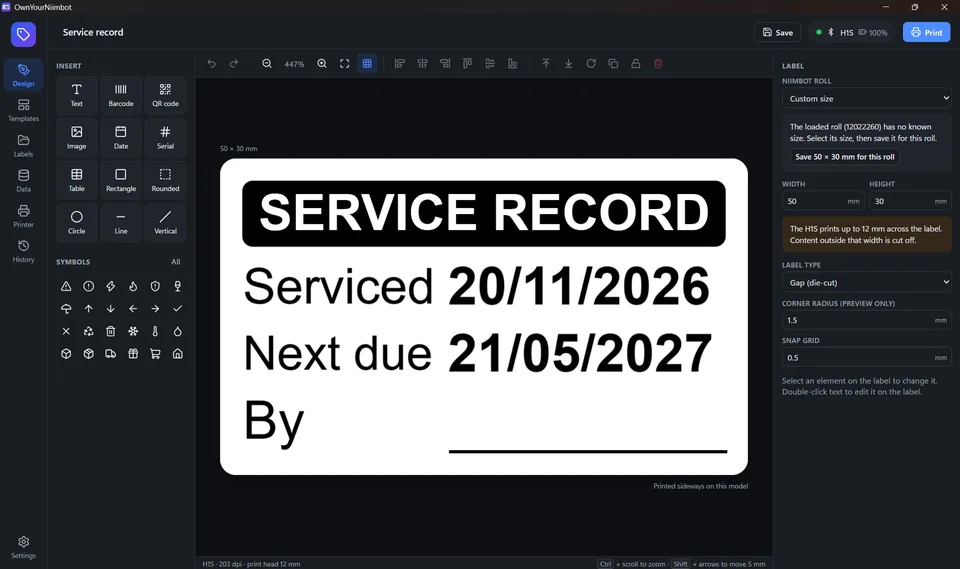 OwnYourNiimbot
Service record
Save
H1S 100%
Print
Design
Templates
Labels
Data
Printer
History
Settings
INSERT
Text
Barcode
QR code
Image
Date
Serial
Table
Rectangle
Rounded
Circle
Line
Vertical
SYMBOLS All
447%
50 × 30 mm
SERVICE RECORD
Serviced 20/11/2026
Next due 21/05/2027
By
Printed sideways on this model
H1S · 203 dpi · print head 12 mm
Ctrl + scroll to zoom · Shift + arrows to move 5 mm
LABEL
NIIMBOT ROLL
Custom size
The loaded roll (12022260) has no known
size. Select its size, then save it for this roll.
Save 50 × 30 mm for this roll
WIDTH HEIGHT
50 mm 30 mm
The H1S prints up to 12 mm across the label.
Content outside that width is cut off.
LABEL TYPE
Gap (die-cut)
CORNER RADIUS (PREVIEW ONLY)
1.5 mm
SNAP GRID
0.5 mm
Select an element on the label to change it.
Double-click text to edit it on the label.